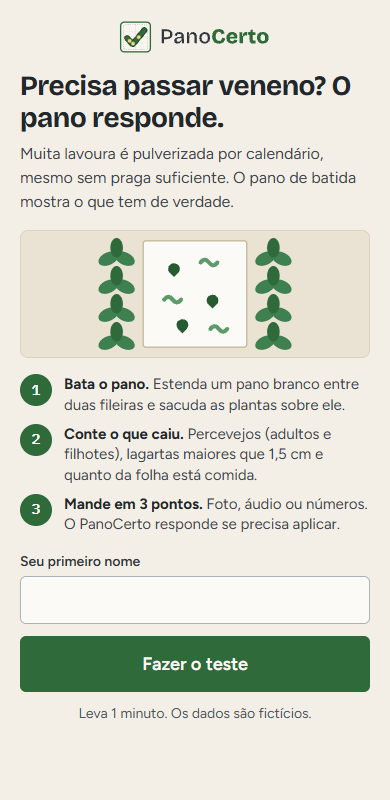 PanoCerto
Precisa passar veneno? O
pano responde.
Muita lavoura é pulverizada por calendário,
mesmo sem praga suficiente. O pano de batida
mostra o que tem de verdade.
1 Bata o pano. Estenda um pano branco entre
duas fileiras e sacuda as plantas sobre ele.
2 Conte o que caiu. Percevejos (adultos e
filhotes), lagartas maiores que 1,5 cm e
quanto da folha está comida.
3 Mande em 3 pontos. Foto, áudio ou números.
O PanoCerto responde se precisa aplicar.
Seu primeiro nome
Fazer o teste
Leva 1 minuto. Os dados são fictícios.